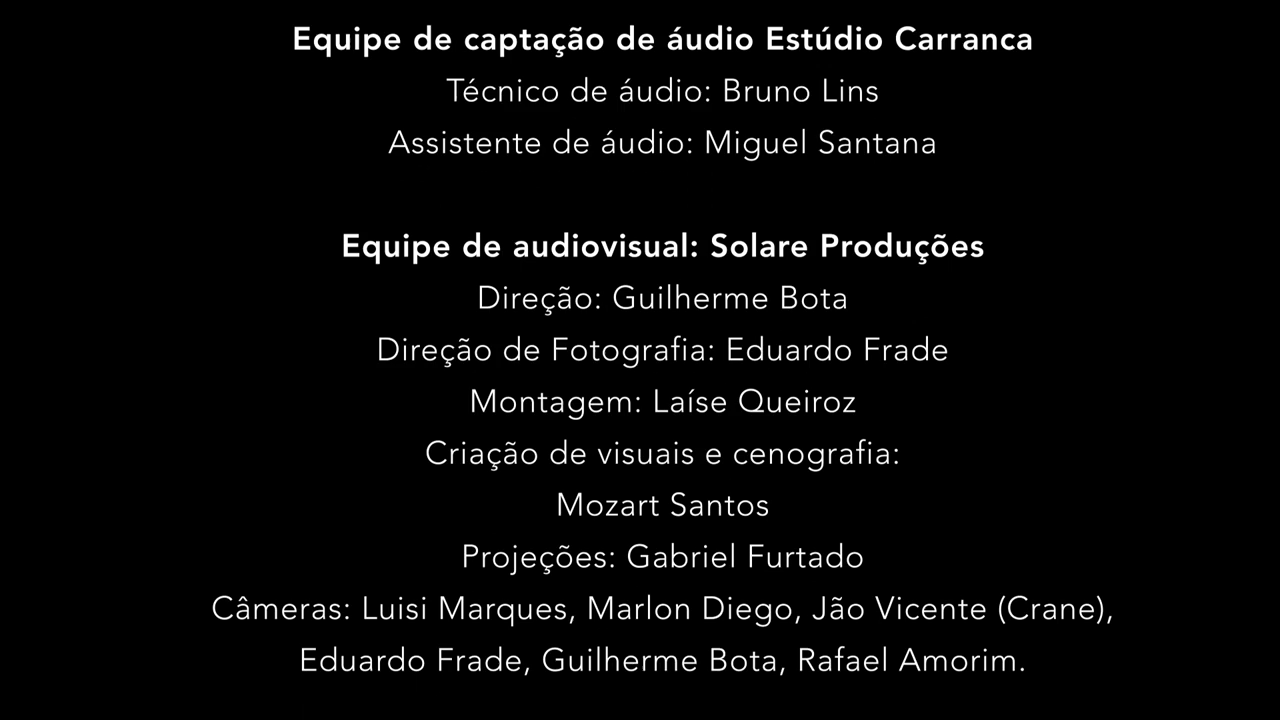 Equipe de captação de áudio Estúdio Carranca
Técnico de áudio: Bruno Lins
Assistente de áudio: Miguel Santana
Equipe de audiovisual: Solare Produções
Direção: Guilherme Bota
Direção de Fotografia: Eduardo Frade
Montagem: Laíse Queiroz
Criação de visuais e cenografia:
Mozart Santos
Projeções: Gabriel Furtado
Câmeras: Luisi Marques, Marlon Diego, Jão Vicente (Crane),
Eduardo Frade, Guilherme Bota, Rafael Amorim.